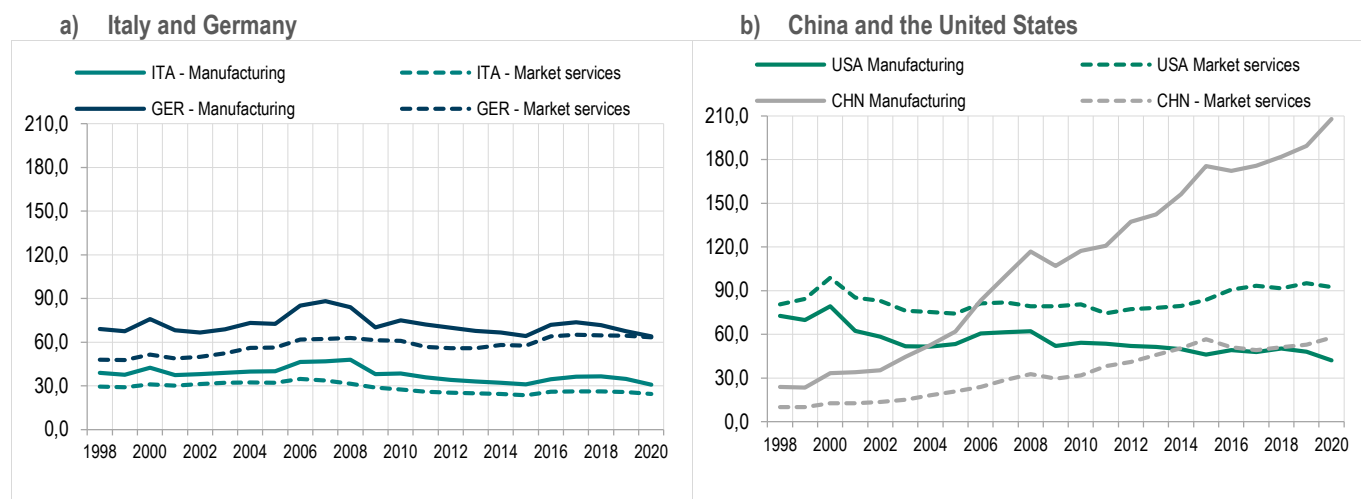 a) Italy and Germany
ITA - Manufacturing ITA - Market services
GER - Manufacturing GER - Market services
210,0
180,0
150,0
120,0
90,0
60,0
30,0
0,0
1998 2000 2002 2004 2006 2008 2010 2012 2014 2016 2018 2020
b) China and the United States
USA Manufacturing USA Market services
CHN Manufacturing CHN - Market services
210,0
180,0
150,0
120,0
90,0
60,0
30,0
0,0
1998 2000 2002 2004 2006 2008 2010 2012 2014 2016 2018 2020